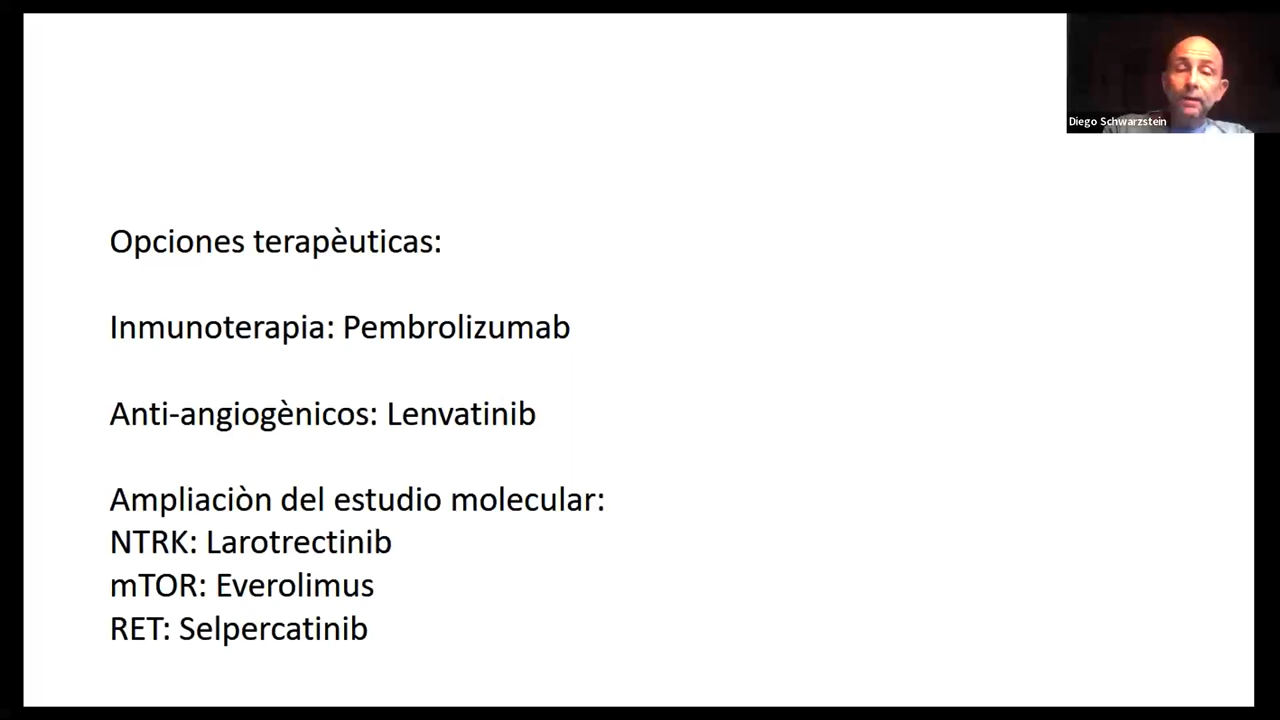 Diego Schwarzstein
Opciones terapèuticas:
Inmunoterapia: Pembrolizumab
Anti-angiogènicos: Lenvatinib
Ampliaciòn del estudio molecular:
NTRK: Larotrectinib
mTOR: Everolimus
RET: Selpercatinib